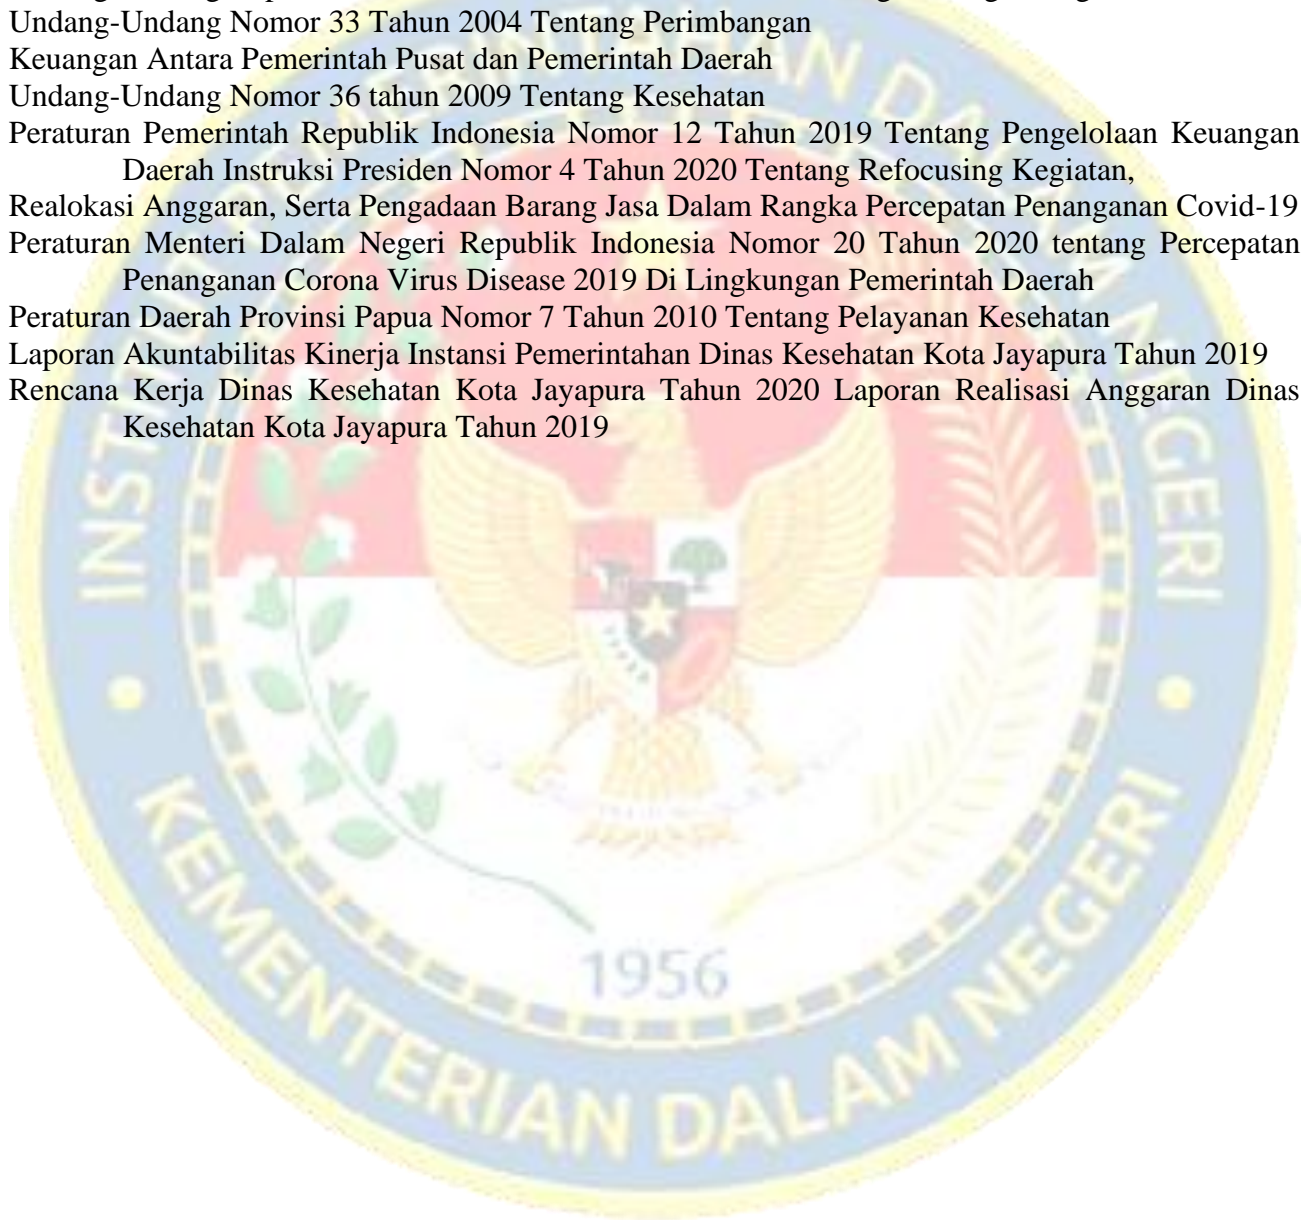 Undang-Undang Nomor 33 Tahun 2004 Tentang Perimbangan
Keuangan Antara Pemerintah Pusat dan Pemerintah Daerah
Undang-Undang Nomor 36 tahun 2009 Tentang Kesehatan
Peraturan Pemerintah Republik Indonesia Nomor 12 Tahun 2019 Tentang Pengelolaan Keuangan
Daerah Instruksi Presiden Nomor 4 Tahun 2020 Tentang Refocusing Kegiatan,
Realokasi Anggaran, Serta Pengadaan Barang Jasa Dalam Rangka Percepatan Penanganan Covid-19
Peraturan Menteri Dalam Negeri Republik Indonesia Nomor 20 Tahun 2020 tentang Percepatan
Penanganan Corona Virus Disease 2019 Di Lingkungan Pemerintah Daerah
Peraturan Daerah Provinsi Papua Nomor 7 Tahun 2010 Tentang Pelayanan Kesehatan
Laporan Akuntabilitas Kinerja Instansi Pemerintahan Dinas Kesehatan Kota Jayapura Tahun 2019
Rencana Kerja Dinas Kesehatan Kota Jayapura Tahun 2020 Laporan Realisasi Anggaran Dinas
Kesehatan Kota Jayapura Tahun 2019
1956
KEMENTERIAN DALAM NEGERI